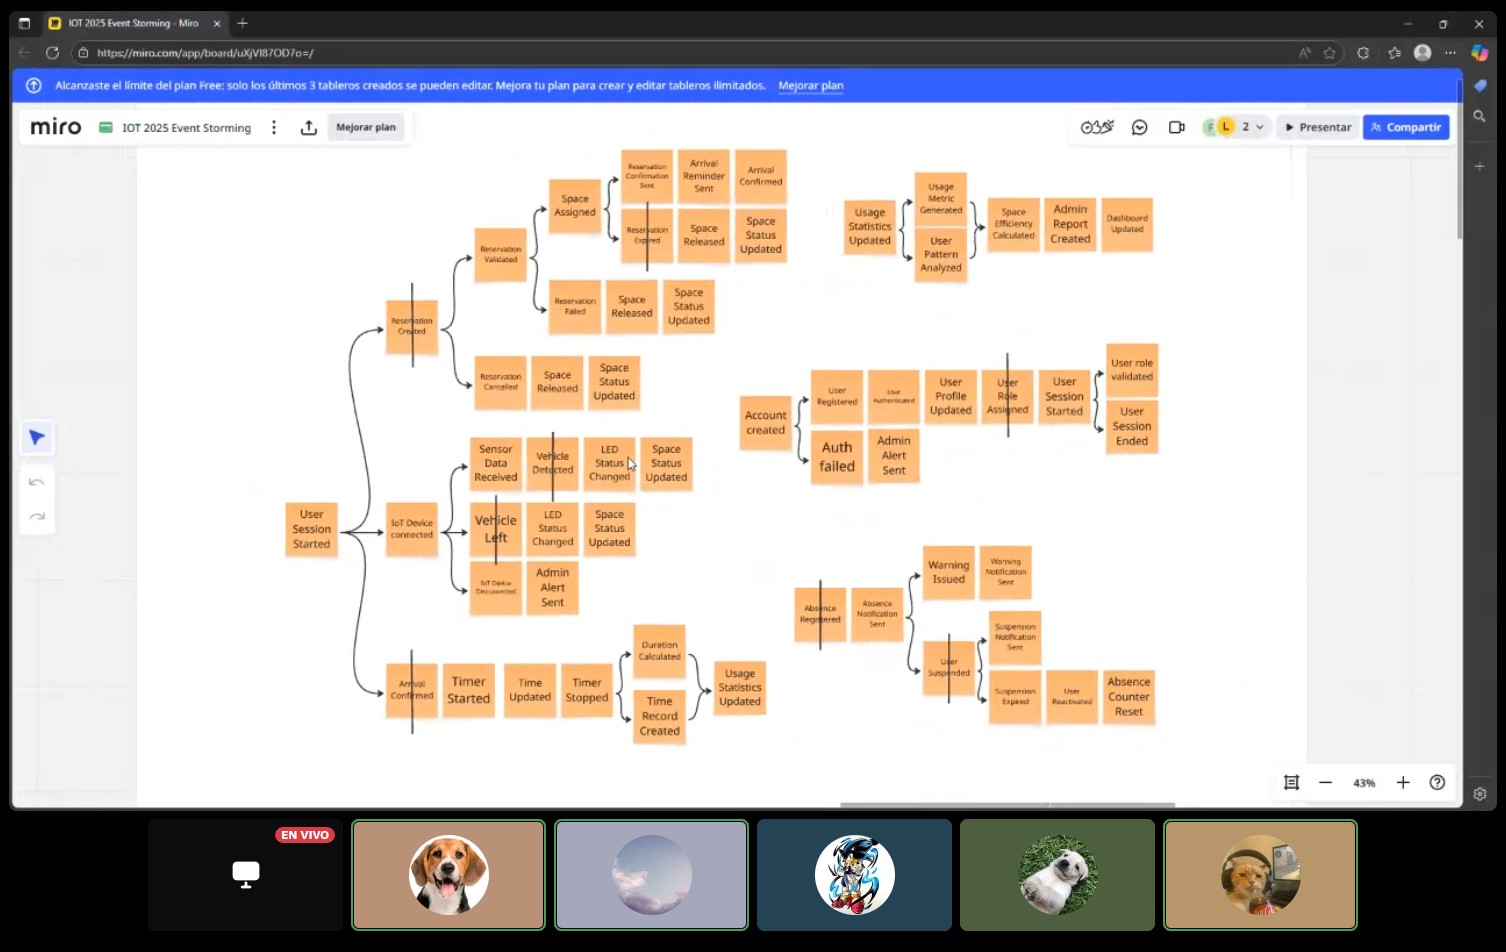 IOT 2025 Event Storming - Miro
https://miro.com/app/board/uXjVI87OD7o=/
Alcanzaste el límite del plan Free: solo los últimos 3 tableros creados se pueden editar. Mejora tu plan para crear y editar tableros ilimitados. Mejorar plan
miro
IOT 2025 Event Storming
Mejorar plan
F
L
2
Presentar
Compartir
Reservation
Confirmation
Sent
Arrival
Reminder
Sent
Arrival
Confirmed
Space
Assigned
Reservation
Expired
Space
Released
Space
Status
Updated
Reservation
Validated
Reservation
Failed
Space
Released
Space
Status
Updated
Reservation
Created
Reservation
Cancelled
Space
Released
Space
Status
Updated
Usage
Statistics
Updated
Usage
Metric
Generated
User
Pattern
Analyzed
Space
Efficiency
Calculated
Admin
Report
Created
Dashboard
Updated
Account
created
User
Registered
User
Authenticated
User
Profile
Updated
User
Role
Assigned
User
Session
Started
User role
validated
User
Session
Ended
Auth
failed
Admin
Alert
Sent
User
Session
Started
IoT Device
connected
Sensor
Data
Received
Vehicle
Detected
LED
Status
Changed
Space
Status
Updated
Vehicle
Left
LED
Status
Changed
Space
Status
Updated
IoT Device
Disconnected
Admin
Alert
Sent
Arrival
Confirmed
Timer
Started
Time
Updated
Timer
Stopped
Duration
Calculated
Time
Record
Created
Usage
Statistics
Updated
Absence
Registered
Absence
Notification
Sent
Warning
Issued
Warning
Notification
Sent
User
Suspended
Suspension
Notification
Sent
Suspension
Expired
User
Reactivated
Absence
Counter
Reset
43%
EN VIVO